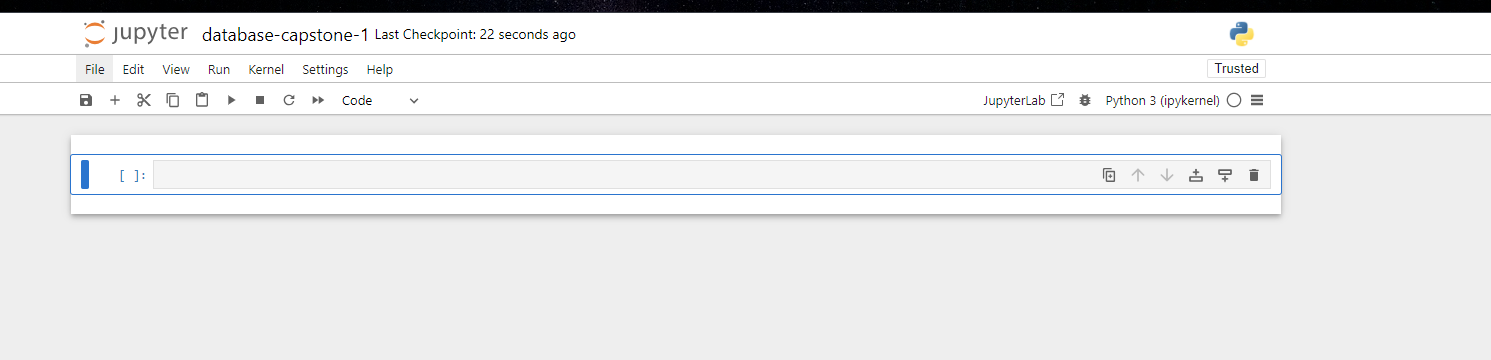 jupyter database-capstone-1 Last Checkpoint: 22 seconds ago
File Edit View Run Kernel Settings Help Trusted
Code JupyterLab Python 3 (ipykernel)
[ ]: